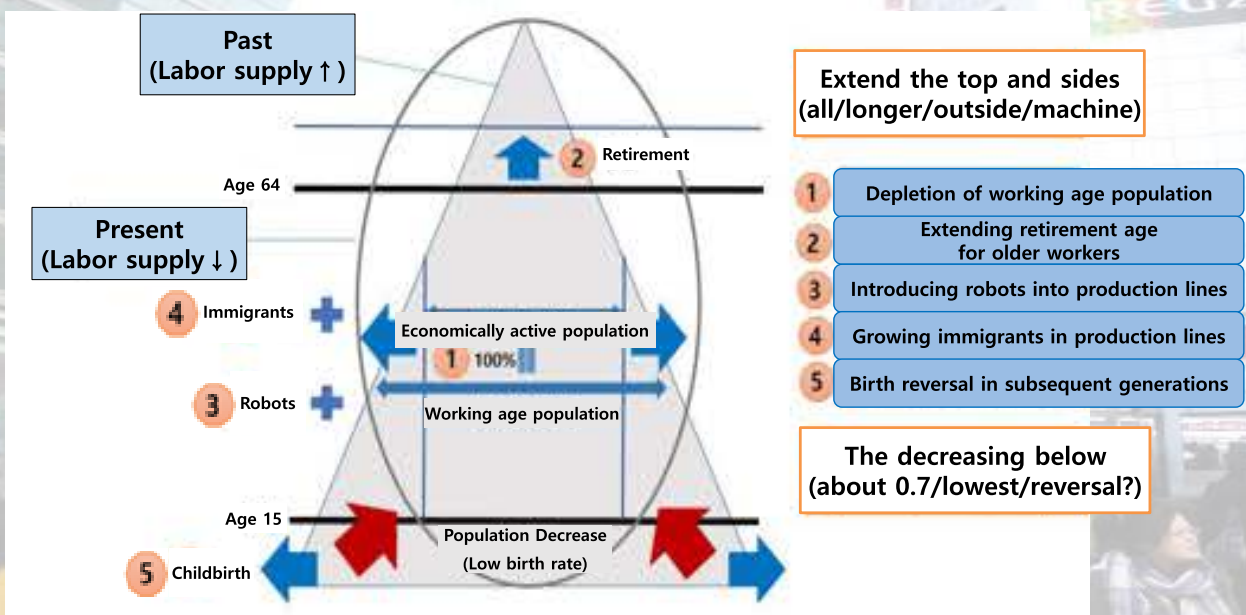 Past
(Labor supply↑)
Extend the top and sides
(all/longer/outside/machine)
2 Retirement
Age 64
1 Depletion of working age population
Present
(Labor supply↓)
2 Extending retirement age
for older workers
3 Introducing robots into production lines
4 Immigrants
Economically active population
4 Growing immigrants in production lines
1 100%
5 Birth reversal in subsequent generations
3 Robots
Working age population
The decreasing below
(about 0.7/lowest/reversal?)
Age 15
Population Decrease
(Low birth rate)
5 Childbirth